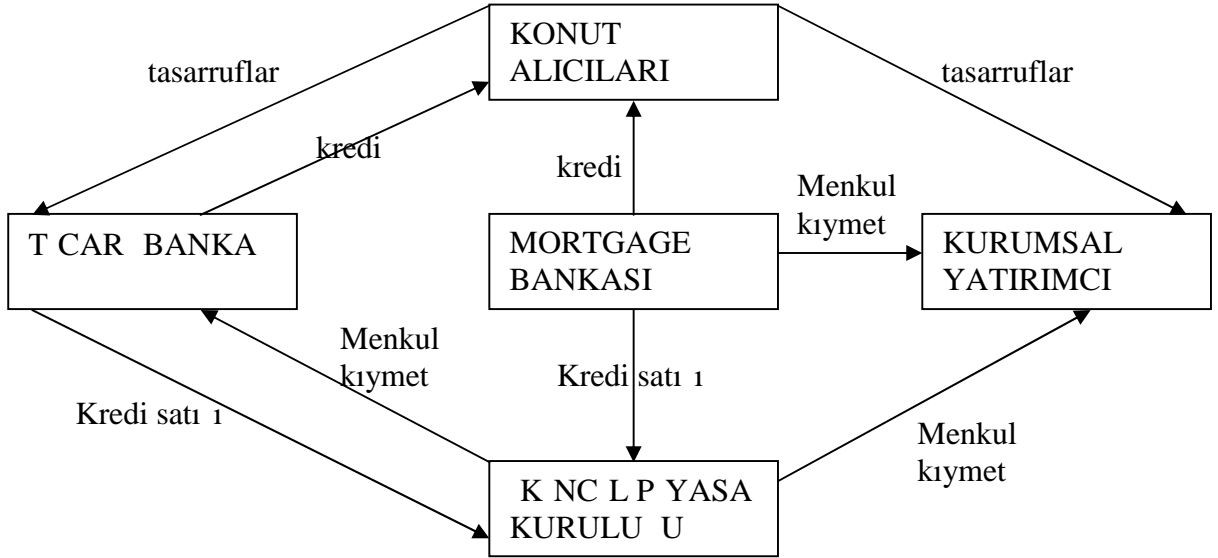 KONUT
ALICILARI
tasarruflar
tasarruflar
kredi
kredi
Menkul
kıymet
T CAR  BANKA
MORTGAGE
BANKASI
KURUMSAL
YATIRIMCI
Menkul
kıymet
Kredi satı ı
Kredi satı ı
Menkul
kıymet
K NC L P YASA
KURULU  U